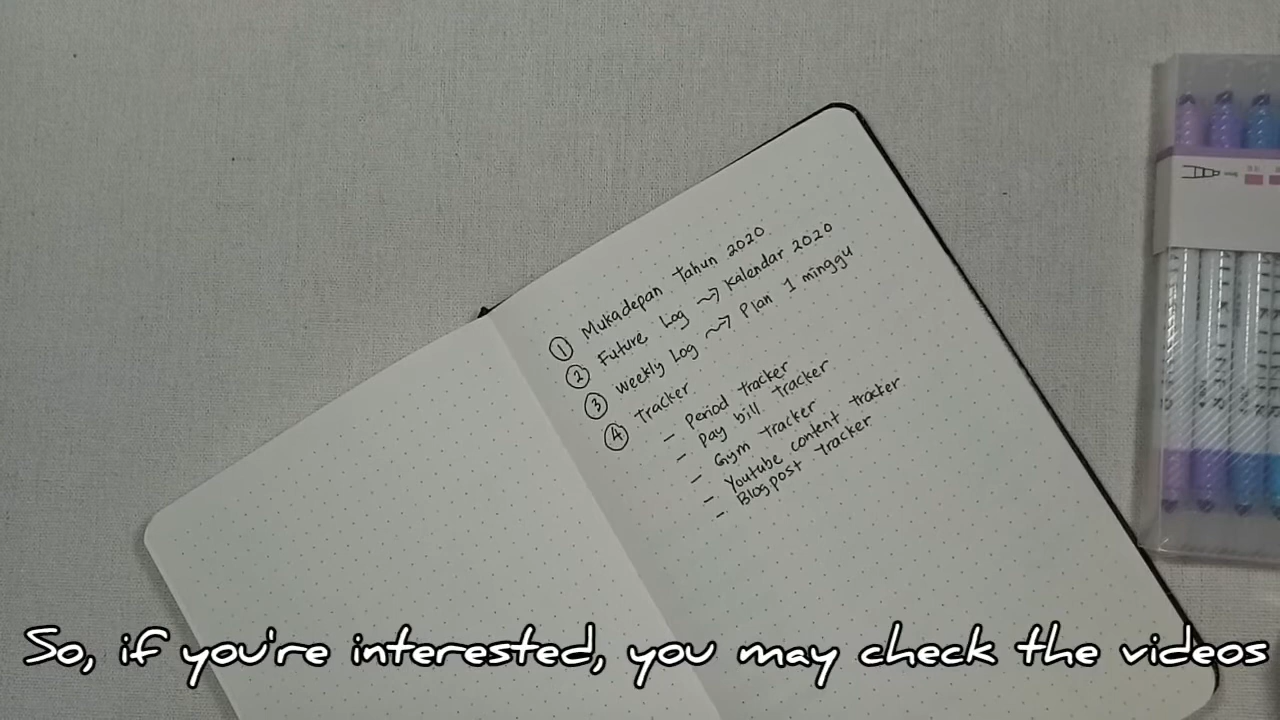 ① Mukadepan Tahun 2020
② Future Log ⤳ Kalendar 2020
③ Weekly Log ⤳ Plan 1 minggu
④ Tracker
- Period tracker
- Pay bill tracker
- Gym Tracker
- Youtube content tracker
- Blogpost Tracker
So, if you're interested, you may check the videos